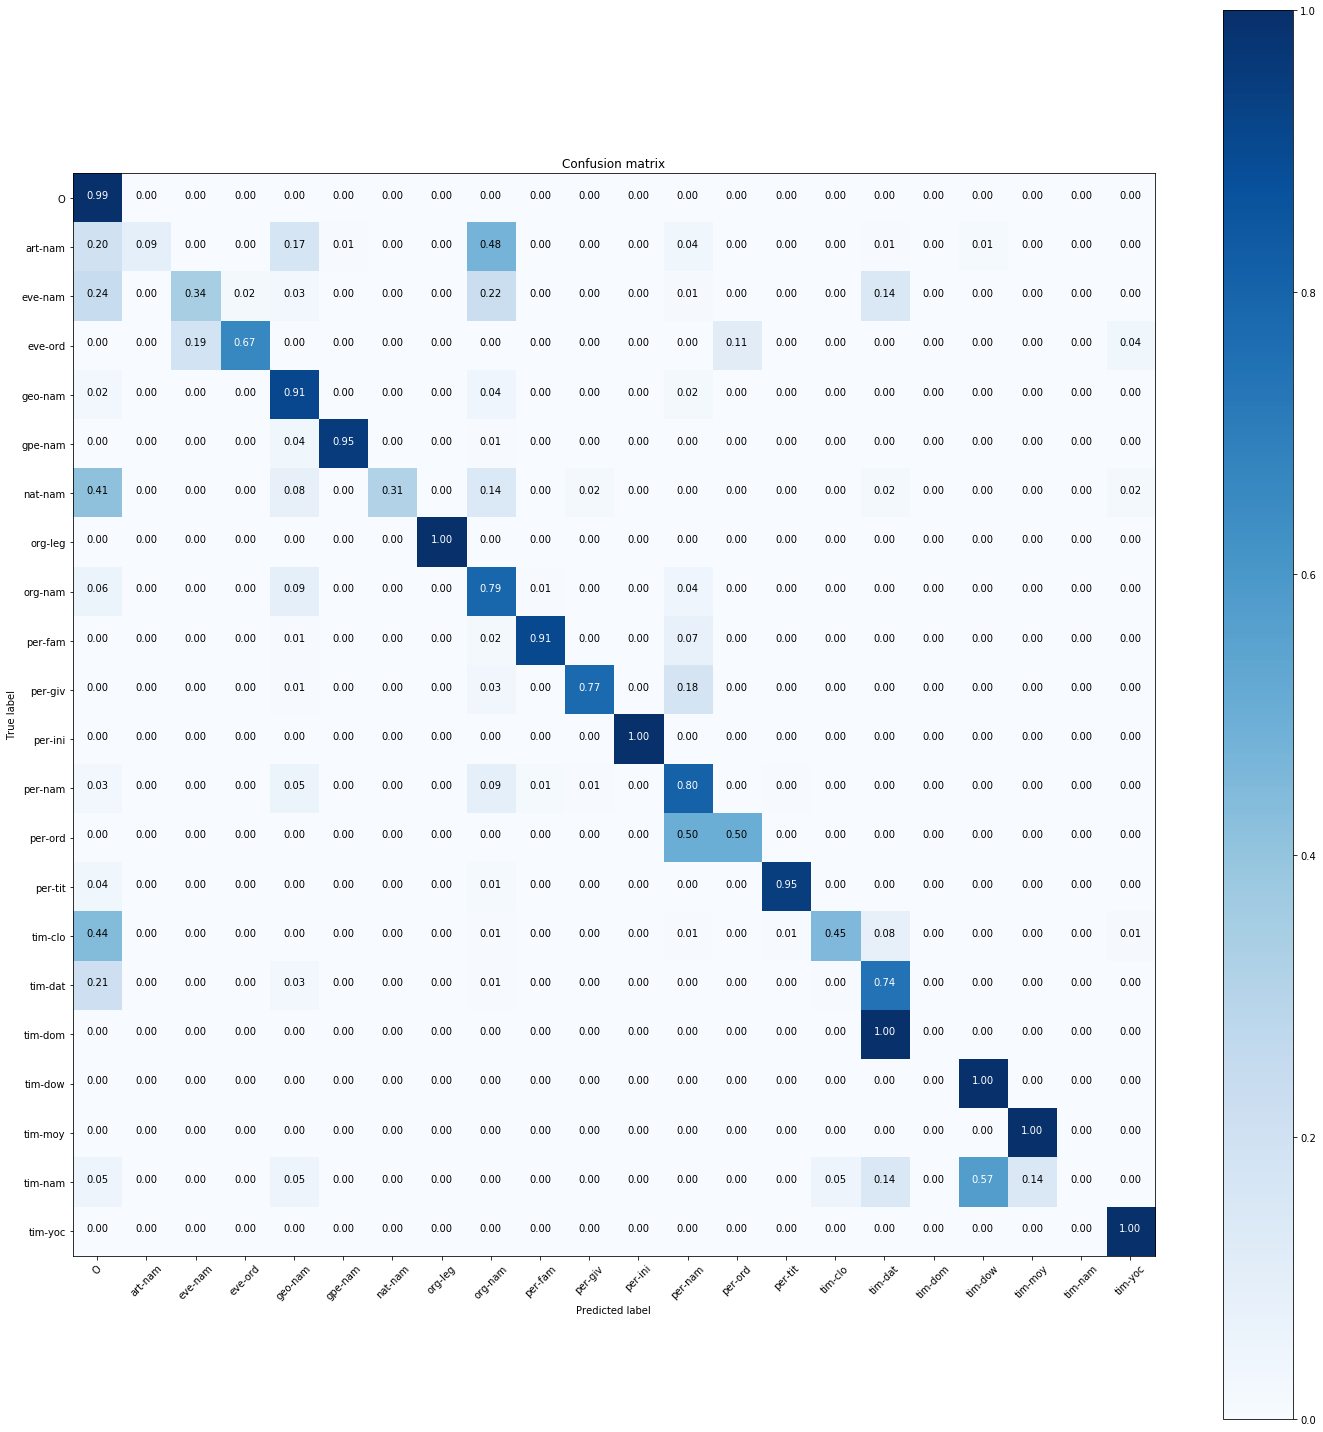 Confusion matrix
O 0.99 0.00 0.00 0.00 0.00 0.00 0.00 0.00 0.00 0.00 0.00 0.00 0.00 0.00 0.00 0.00 0.00 0.00 0.00 0.00 0.00 0.00
art-nam 0.20 0.09 0.00 0.00 0.17 0.01 0.00 0.00 0.48 0.00 0.00 0.00 0.04 0.00 0.00 0.00 0.01 0.00 0.01 0.00 0.00 0.00
eve-nam 0.24 0.00 0.34 0.02 0.03 0.00 0.00 0.00 0.22 0.00 0.00 0.00 0.01 0.00 0.00 0.00 0.14 0.00 0.00 0.00 0.00 0.00
eve-ord 0.00 0.00 0.19 0.67 0.00 0.00 0.00 0.00 0.00 0.00 0.00 0.00 0.00 0.11 0.00 0.00 0.00 0.00 0.00 0.00 0.00 0.04
geo-nam 0.02 0.00 0.00 0.00 0.91 0.00 0.00 0.00 0.04 0.00 0.00 0.00 0.02 0.00 0.00 0.00 0.00 0.00 0.00 0.00 0.00 0.00
gpe-nam 0.00 0.00 0.00 0.00 0.04 0.95 0.00 0.00 0.01 0.00 0.00 0.00 0.00 0.00 0.00 0.00 0.00 0.00 0.00 0.00 0.00 0.00
nat-nam 0.41 0.00 0.00 0.00 0.08 0.00 0.31 0.00 0.14 0.00 0.02 0.00 0.00 0.00 0.00 0.00 0.02 0.00 0.00 0.00 0.00 0.02
org-leg 0.00 0.00 0.00 0.00 0.00 0.00 0.00 1.00 0.00 0.00 0.00 0.00 0.00 0.00 0.00 0.00 0.00 0.00 0.00 0.00 0.00 0.00
org-nam 0.06 0.00 0.00 0.00 0.09 0.00 0.00 0.00 0.79 0.01 0.00 0.00 0.04 0.00 0.00 0.00 0.00 0.00 0.00 0.00 0.00 0.00
per-fam 0.00 0.00 0.00 0.00 0.01 0.00 0.00 0.00 0.02 0.91 0.00 0.00 0.07 0.00 0.00 0.00 0.00 0.00 0.00 0.00 0.00 0.00
per-giv 0.00 0.00 0.00 0.00 0.01 0.00 0.00 0.00 0.03 0.00 0.77 0.00 0.18 0.00 0.00 0.00 0.00 0.00 0.00 0.00 0.00 0.00
per-ini 0.00 0.00 0.00 0.00 0.00 0.00 0.00 0.00 0.00 0.00 0.00 1.00 0.00 0.00 0.00 0.00 0.00 0.00 0.00 0.00 0.00 0.00
per-nam 0.03 0.00 0.00 0.00 0.05 0.00 0.00 0.00 0.09 0.01 0.01 0.00 0.80 0.00 0.00 0.00 0.00 0.00 0.00 0.00 0.00 0.00
per-ord 0.00 0.00 0.00 0.00 0.00 0.00 0.00 0.00 0.00 0.00 0.00 0.00 0.50 0.50 0.00 0.00 0.00 0.00 0.00 0.00 0.00 0.00
per-tit 0.04 0.00 0.00 0.00 0.00 0.00 0.00 0.00 0.01 0.00 0.00 0.00 0.00 0.00 0.95 0.00 0.00 0.00 0.00 0.00 0.00 0.00
tim-clo 0.44 0.00 0.00 0.00 0.00 0.00 0.00 0.00 0.01 0.00 0.00 0.00 0.01 0.00 0.01 0.45 0.08 0.00 0.00 0.00 0.00 0.01
tim-dat 0.21 0.00 0.00 0.00 0.03 0.00 0.00 0.00 0.01 0.00 0.00 0.00 0.00 0.00 0.00 0.00 0.74 0.00 0.00 0.00 0.00 0.00
tim-dom 0.00 0.00 0.00 0.00 0.00 0.00 0.00 0.00 0.00 0.00 0.00 0.00 0.00 0.00 0.00 0.00 1.00 0.00 0.00 0.00 0.00 0.00
tim-dow 0.00 0.00 0.00 0.00 0.00 0.00 0.00 0.00 0.00 0.00 0.00 0.00 0.00 0.00 0.00 0.00 0.00 0.00 1.00 0.00 0.00 0.00
tim-moy 0.00 0.00 0.00 0.00 0.00 0.00 0.00 0.00 0.00 0.00 0.00 0.00 0.00 0.00 0.00 0.00 0.00 0.00 0.00 1.00 0.00 0.00
tim-nam 0.05 0.00 0.00 0.00 0.05 0.00 0.00 0.00 0.00 0.00 0.00 0.00 0.00 0.00 0.00 0.05 0.14 0.00 0.57 0.14 0.00 0.00
tim-yoc 0.00 0.00 0.00 0.00 0.00 0.00 0.00 0.00 0.00 0.00 0.00 0.00 0.00 0.00 0.00 0.00 0.00 0.00 0.00 0.00 0.00 1.00
True label
O art-nam eve-nam eve-ord geo-nam gpe-nam nat-nam org-leg org-nam per-fam per-giv per-ini per-nam per-ord per-tit tim-clo tim-dat tim-dom tim-dow tim-moy tim-nam tim-yoc
Predicted label
1.0
0.8
0.6
0.4
0.2
0.0